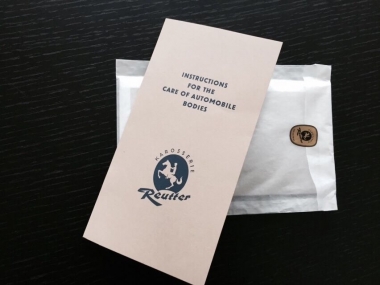 INSTRUCTIONS
FOR THE
CARE OF AUTOMOBILE
BODIES
KAROSSERIE
Reutter